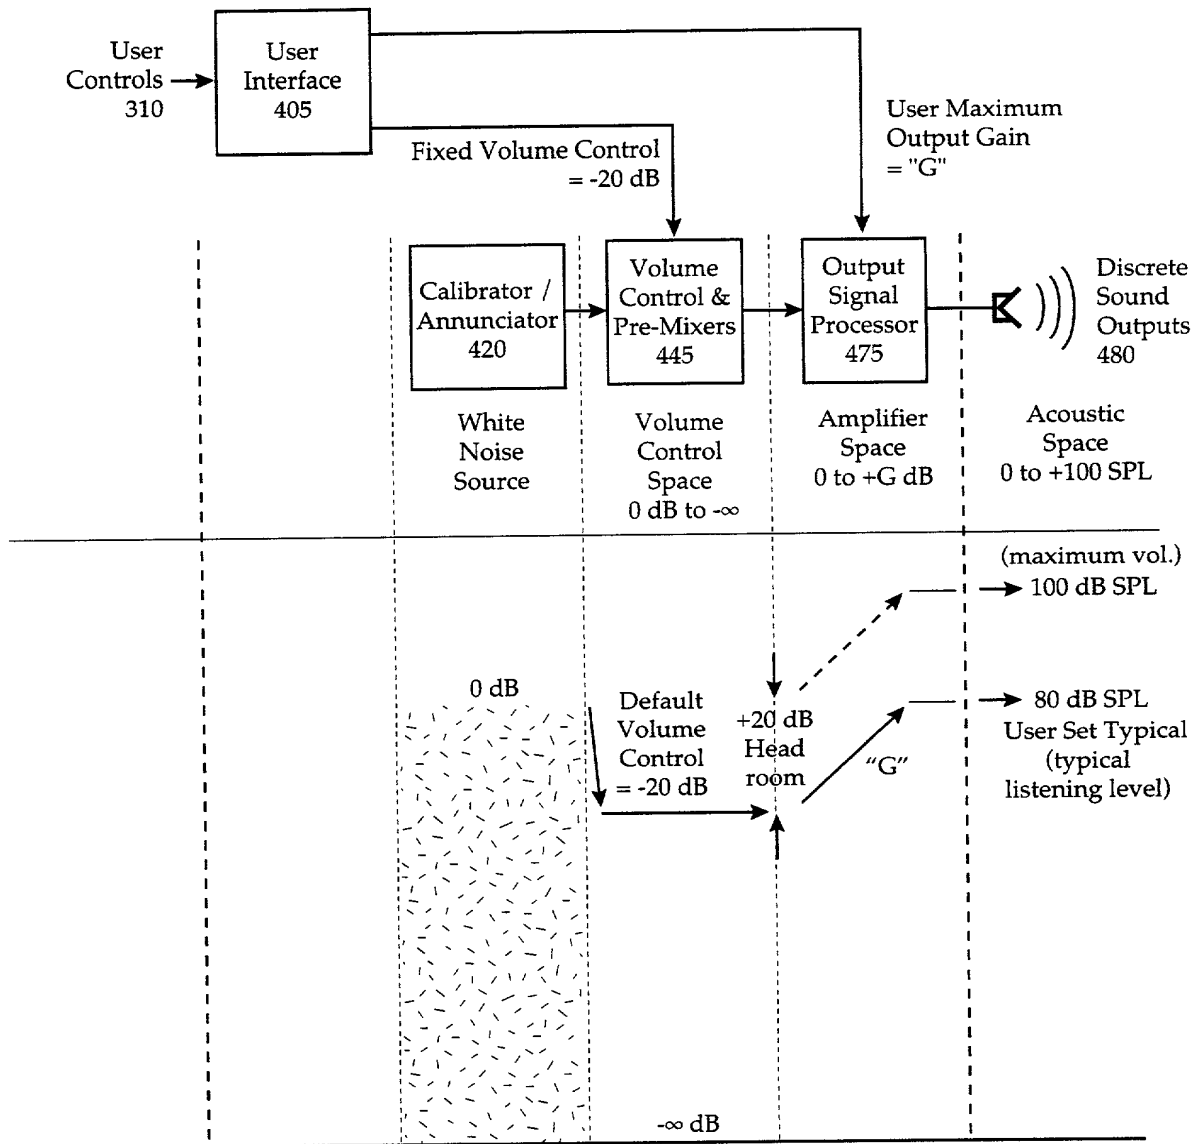 User
Controls
310
User
Interface
405
Fixed Volume Control
= -20 dB
User Maximum
Output Gain
= "G"
Calibrator /
Annunciator
420
Volume
Control &
Pre-Mixers
445
Output
Signal
Processor
475
Discrete
Sound
Outputs
480
White
Noise
Source
Volume
Control
Space
0 dB to -∞
Amplifier
Space
0 to +G dB
Acoustic
Space
0 to +100 SPL
(maximum vol.)
100 dB SPL
0 dB
Default
Volume
Control
= -20 dB
+20 dB
Head
room
“G”
80 dB SPL
User Set Typical
(typical
listening level)
-∞ dB